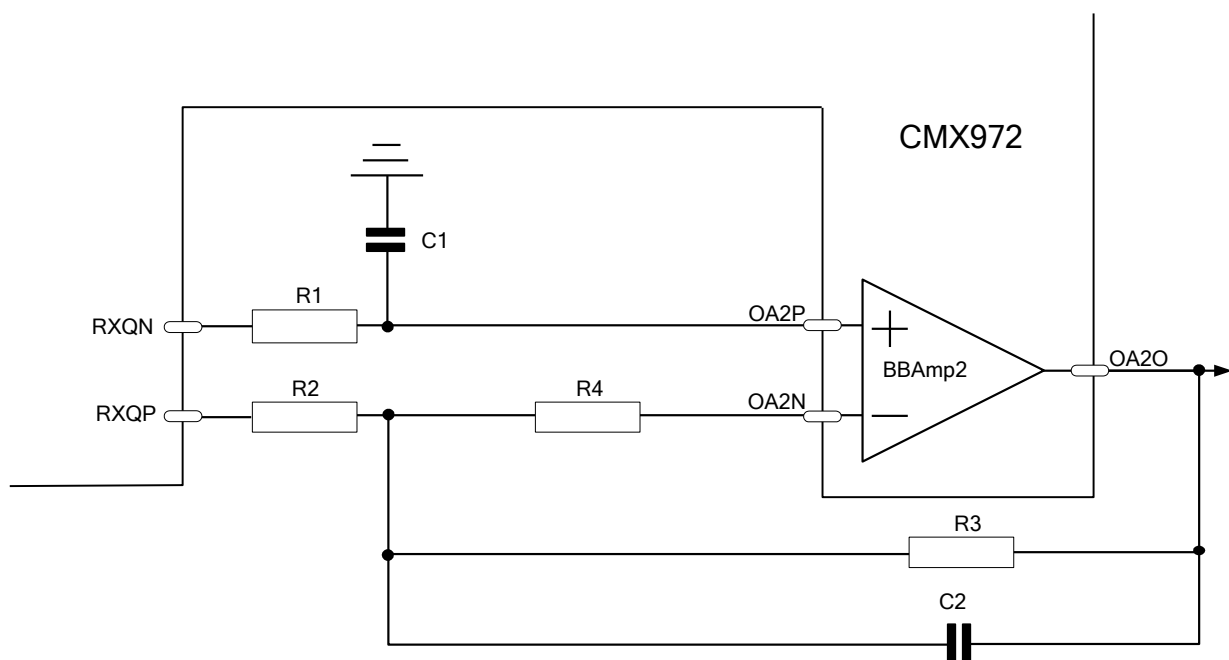 CMX972
C1
R1
RXQN
OA2P
BBAmp2
OA2O
R2
RXQP
R4
OA2N
R3
C2